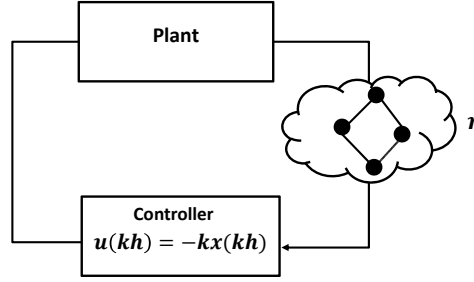 Plant
Controller
u(kh) = −kx(kh)